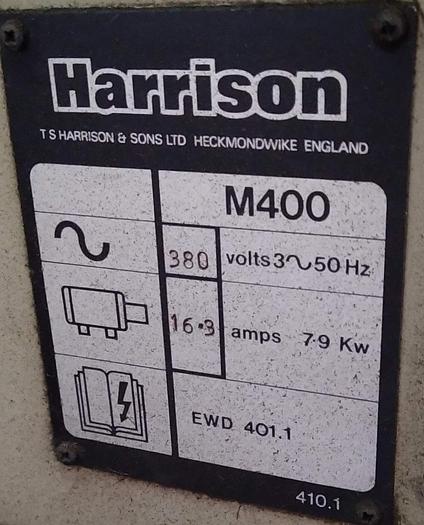 Harrison
T S HARRISON & SONS LTD HECKMONDWIKE ENGLAND
M400
380 volts 3~50 Hz
16·3 amps 7·9 Kw
EWD 401.1
410.1